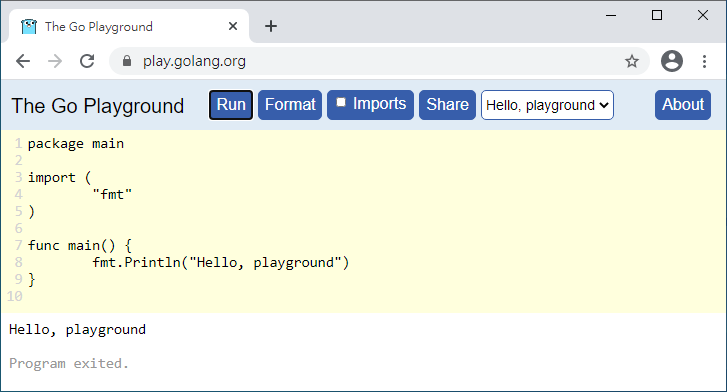 The Go Playground
play.golang.org
The Go Playground Run Format Imports Share Hello, playground About
1 package main
2
3 import (
4 "fmt"
5 )
6
7 func main() {
8 fmt.Println("Hello, playground")
9 }
10
Hello, playground
Program exited.